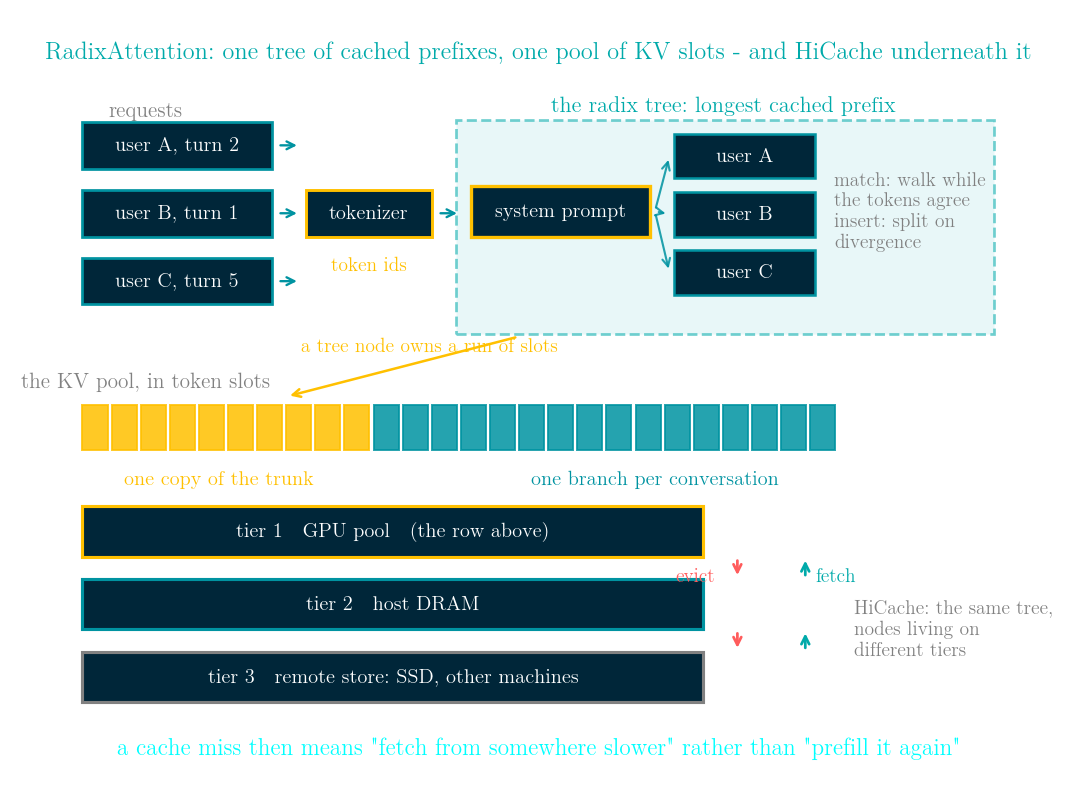 RadixAttention: one tree of cached prefixes, one pool of KV slots - and HiCache underneath it
requests
the radix tree: longest cached prefix
user A, turn 2
user B, turn 1
user C, turn 5
tokenizer
token ids
system prompt
user A
user B
user C
match: walk while
the tokens agree
insert: split on
divergence
a tree node owns a run of slots
the KV pool, in token slots
one copy of the trunk
one branch per conversation
tier 1 GPU pool (the row above)
evict
fetch
tier 2 host DRAM
HiCache: the same tree,
nodes living on
different tiers
tier 3 remote store: SSD, other machines
a cache miss then means "fetch from somewhere slower" rather than "prefill it again"